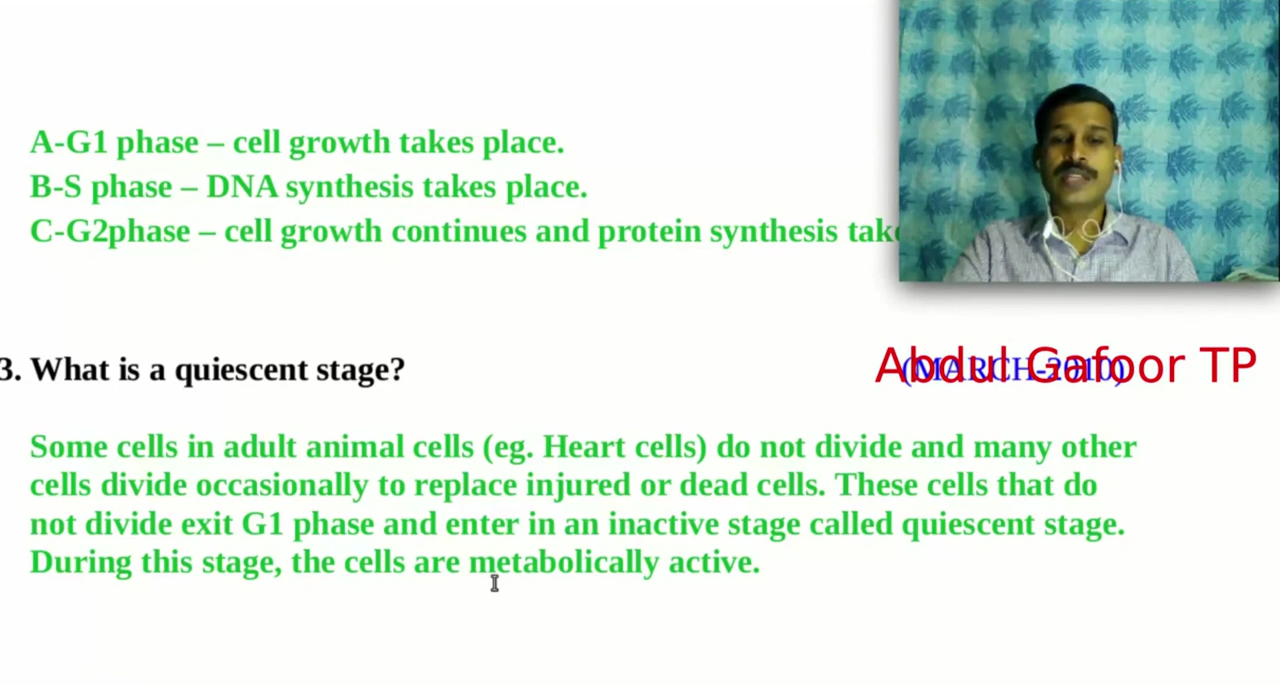 A-G1 phase – cell growth takes place.
B-S phase – DNA synthesis takes place.
C-G2phase – cell growth continues and protein synthesis
3. What is a quiescent stage? (MARCH-2010)
Abdul Gafoor TP
Some cells in adult animal cells (eg. Heart cells) do not divide and many other
cells divide occasionally to replace injured or dead cells. These cells that do
not divide exit G1 phase and enter in an inactive stage called quiescent stage.
During this stage, the cells are metabolically active.